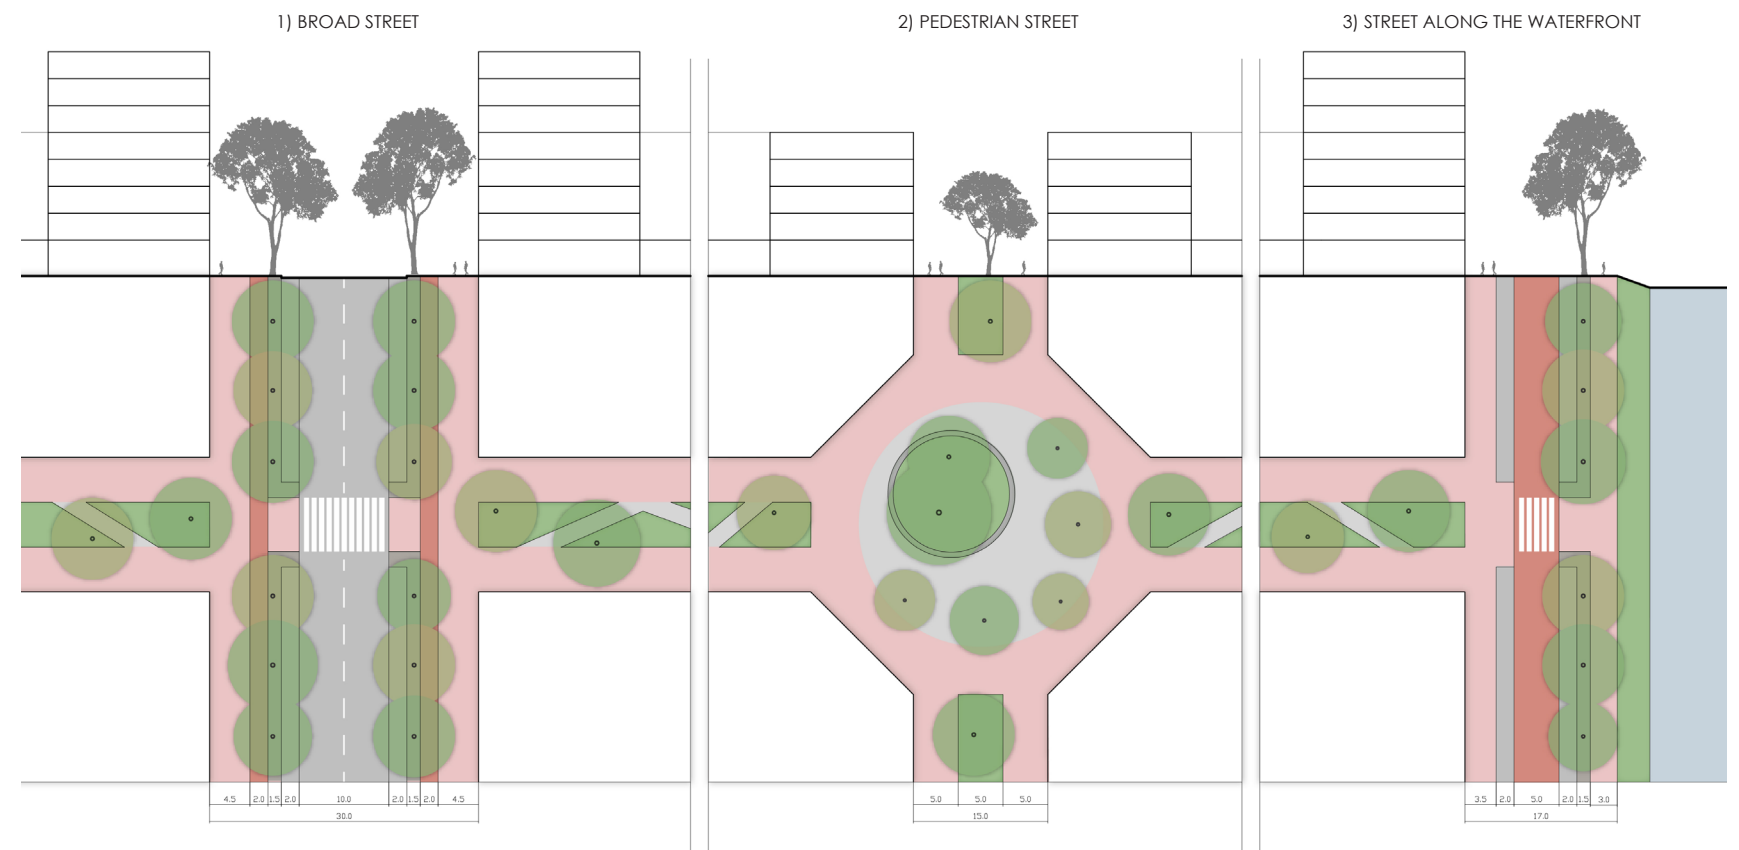 1) BROAD STREET
2) PEDESTRIAN STREET
3) STREET ALONG THE WATERFRONT
4.5 2.0 1.5 2.0 10.0 2.0 1.5 2.0 4.5
30.0
5.0 5.0 5.0
15.0
3.5 2.0 5.0 2.0 1.5 3.0
17.0